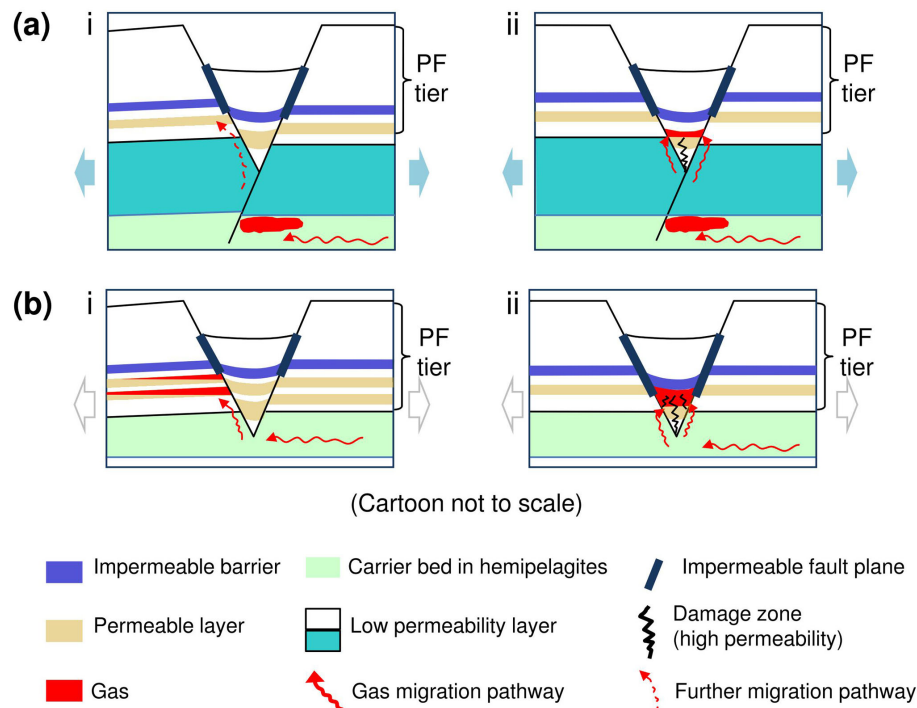 (a) i ii
PF
tier
PF
tier
(b) i ii
PF
tier
PF
tier
(Cartoon not to scale)
Impermeable barrier
Carrier bed in hemipelagites
Impermeable fault plane
Permeable layer
Low permeability layer
Damage zone
(high permeability)
Gas
Gas migration pathway
Further migration pathway